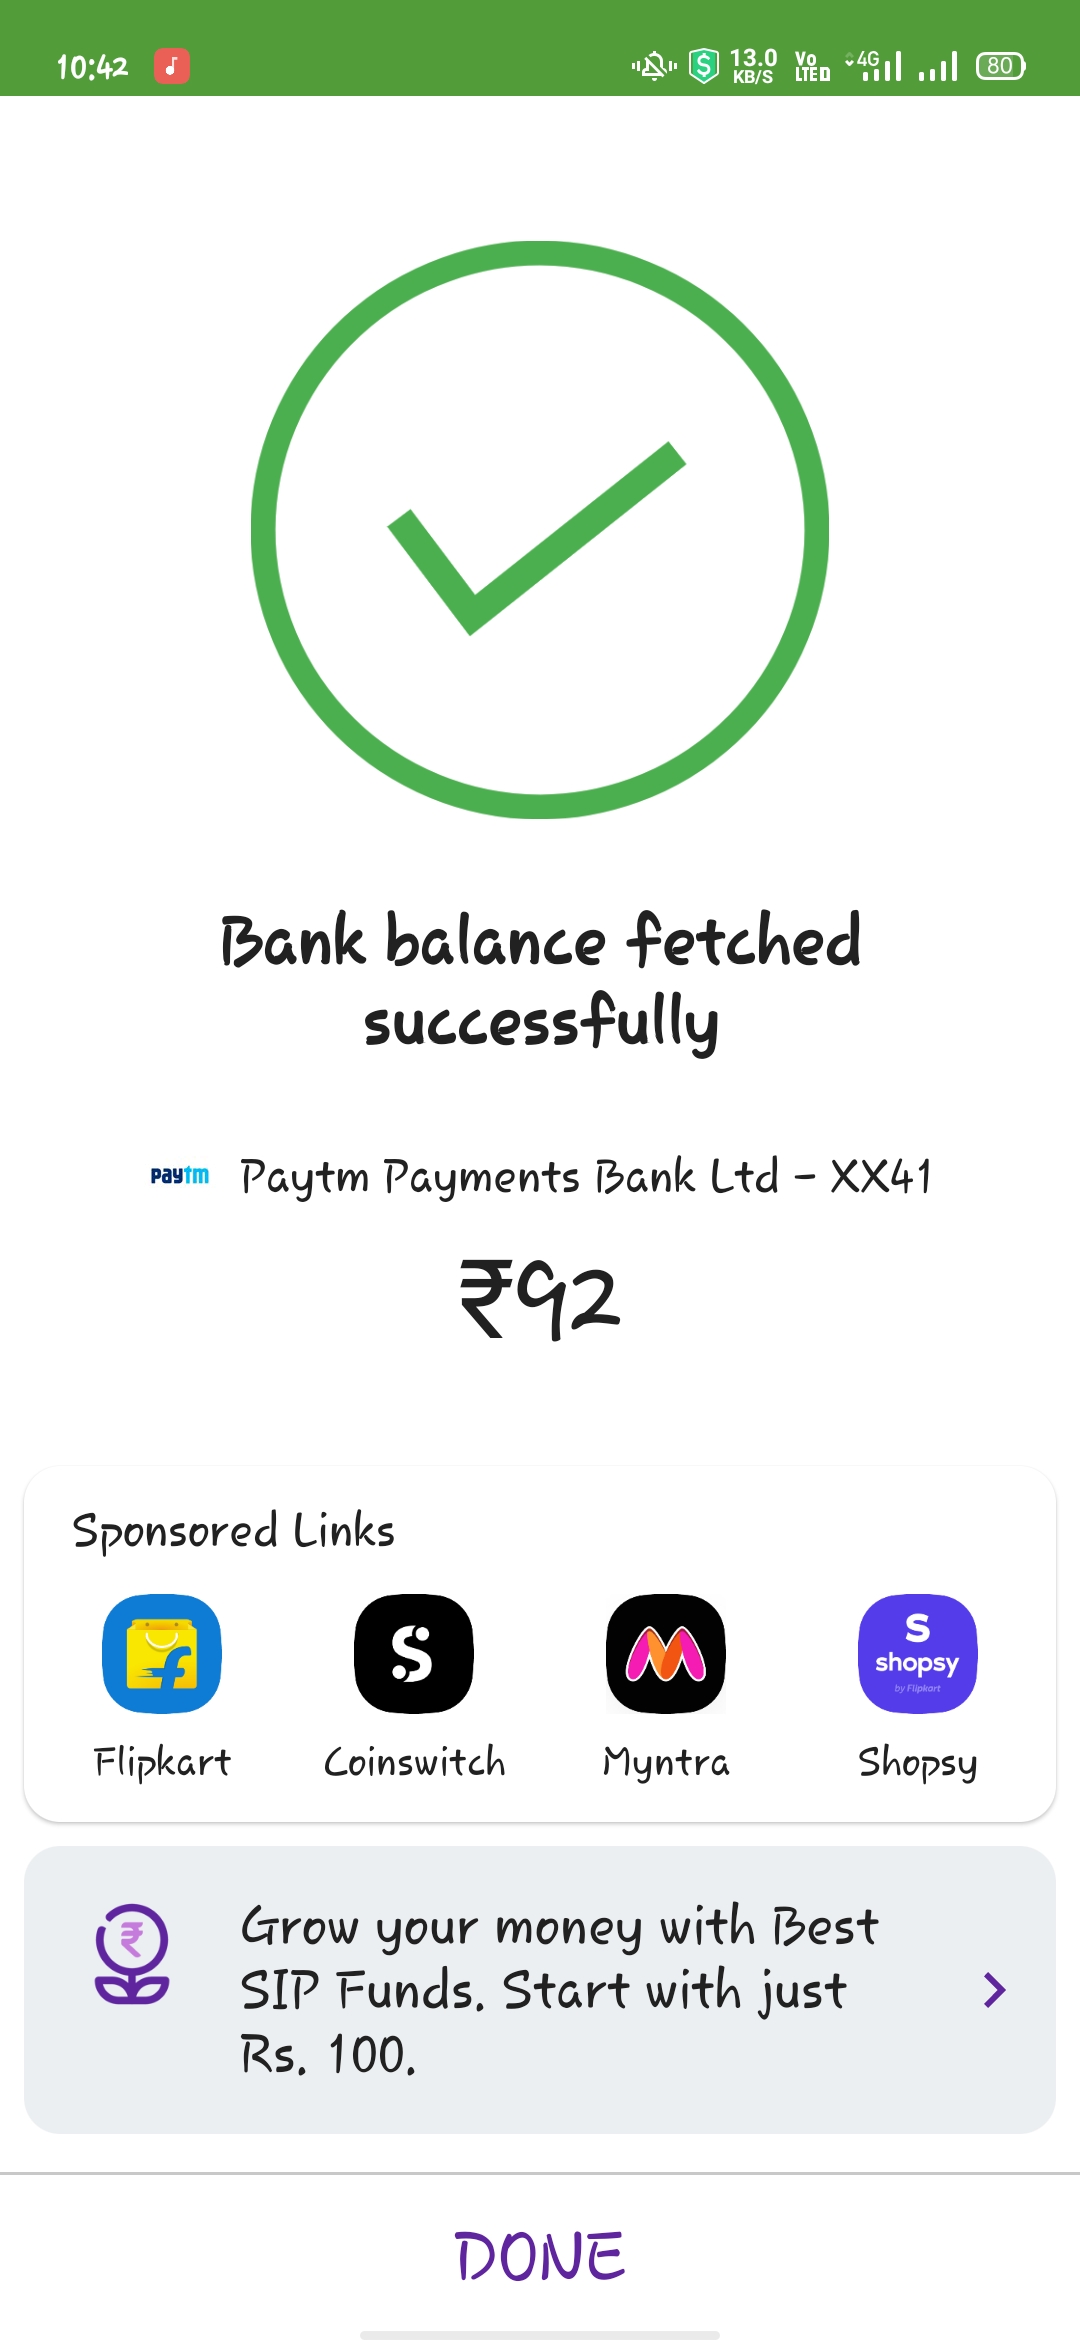 10:42
13.0
KB/S
Vo
LTE
4G
80
Bank balance fetched
successfully
paytm Paytm Payments Bank Ltd - XX41
₹92
Sponsored Links
S
shopsy
by Flipkart
Flipkart Coinswitch Myntra Shopsy
Grow your money with Best
SIP Funds. Start with just
Rs. 100.
DONE